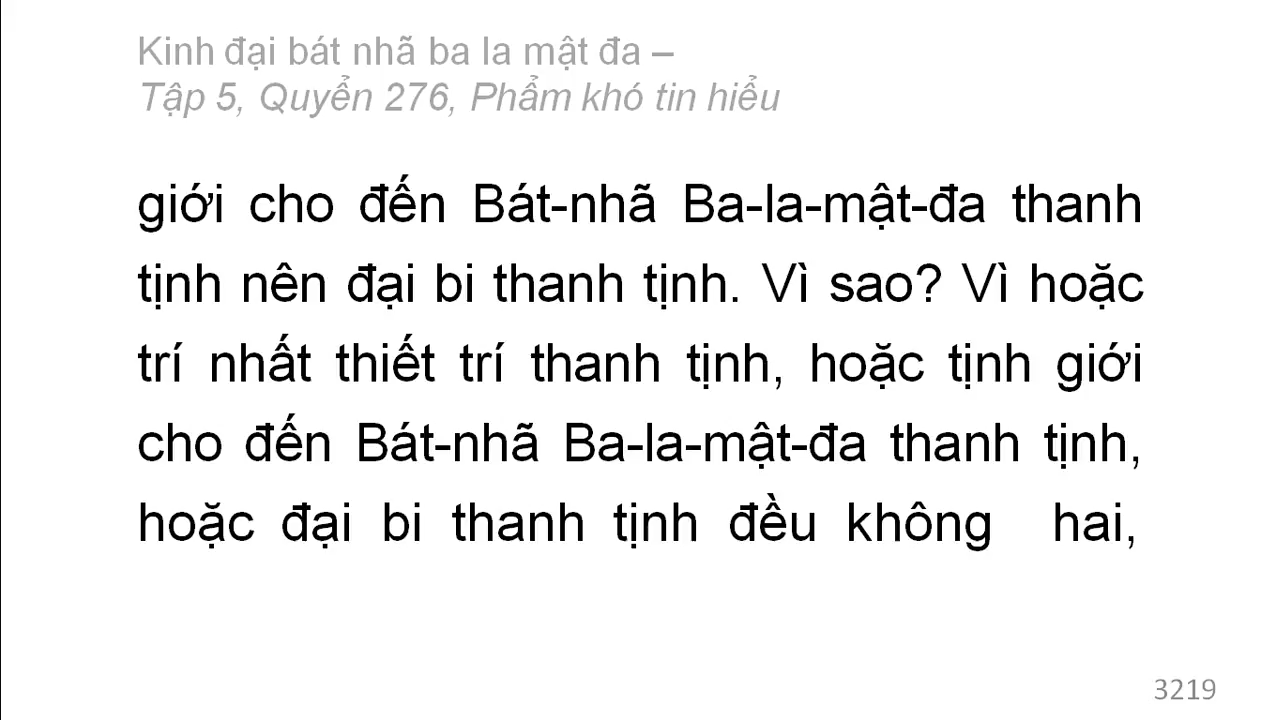 Kinh đại bát nhã ba la mật đa –
Tập 5, Quyển 276, Phẩm khó tin hiểu
giới cho đến Bát-nhã Ba-la-mật-đa thanh
tịnh nên đại bi thanh tịnh. Vì sao? Vì hoặc
trí nhất thiết trí thanh tịnh, hoặc tịnh giới
cho đến Bát-nhã Ba-la-mật-đa thanh tịnh,
hoặc đại bi thanh tịnh đều không hai,
3219